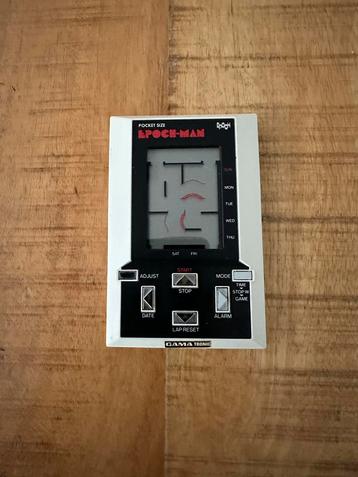 POCKET SIZE
EPOCH-MAN
EPOCH
SUN
MON
TUE
WED
THU
SAT FRI
START
ADJUST
STOP
MODE
TIME
STOP W
GAME
DATE
LAP·RESET
ALARM
GAMA TRONIC